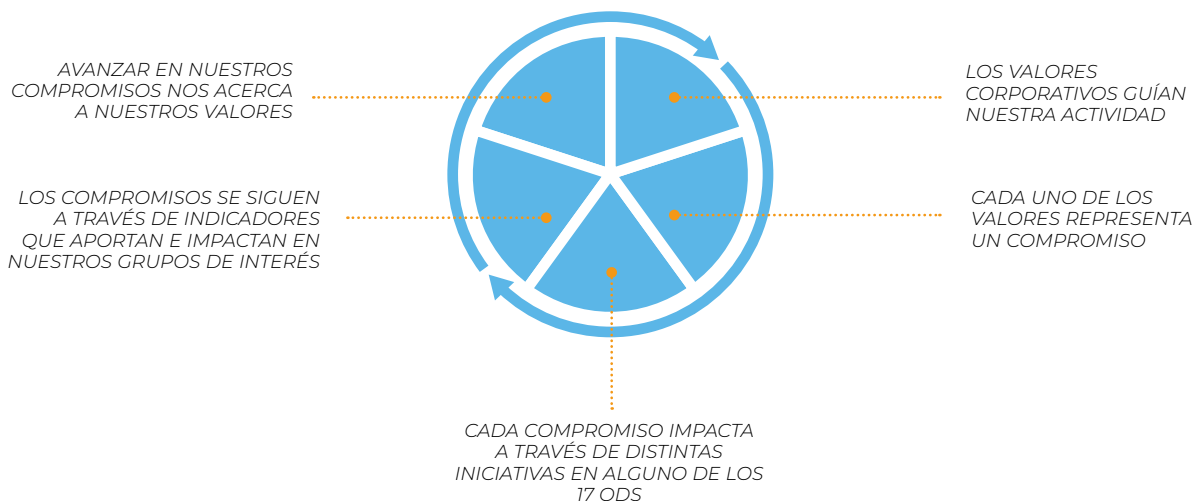 AVANZAR EN NUESTROS
COMPROMISOS NOS ACERCA
A NUESTROS VALORES
LOS VALORES
CORPORATIVOS GUÍAN
NUESTRA ACTIVIDAD
LOS COMPROMISOS SE SIGUEN
A TRAVÉS DE INDICADORES
QUE APORTAN E IMPACTAN EN
NUESTROS GRUPOS DE INTERÉS
CADA UNO DE LOS
VALORES REPRESENTA
UN COMPROMISO
CADA COMPROMISO IMPACTA
A TRAVÉS DE DISTINTAS
INICIATIVAS EN ALGUNO DE LOS
17 ODS